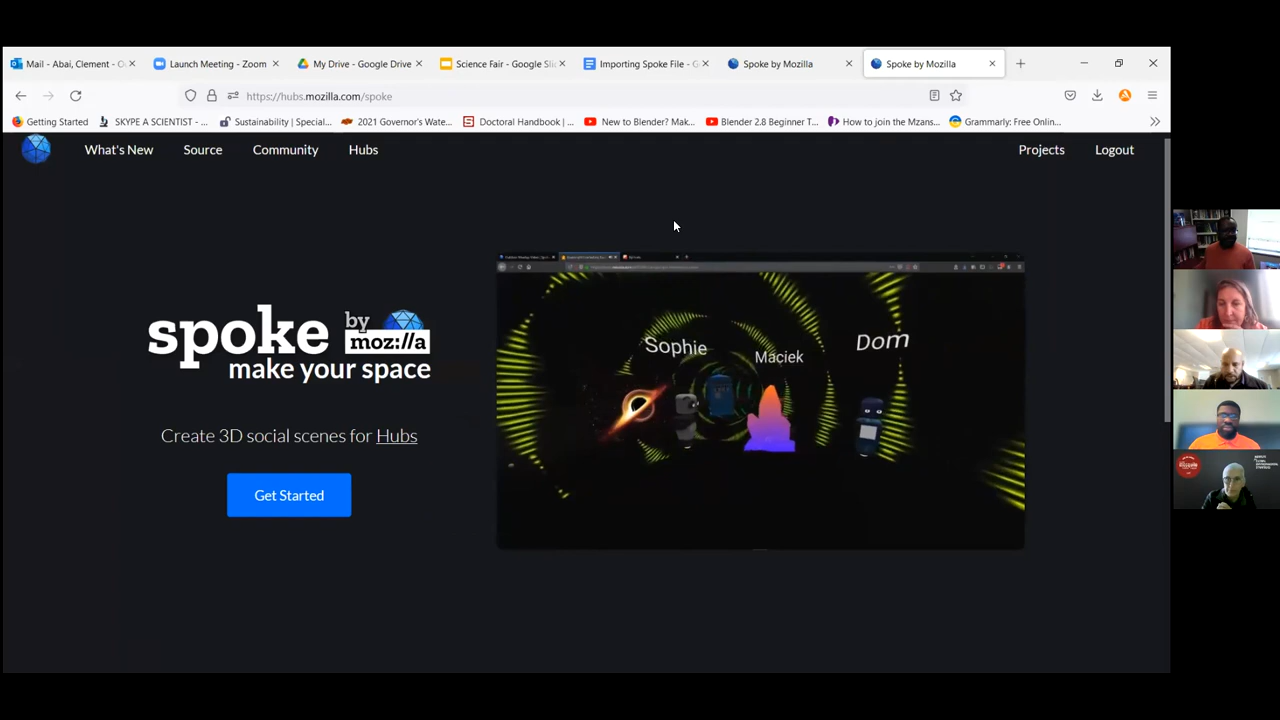 Mail - Abai, Clement - O
Launch Meeting - Zoom
My Drive - Google Drive
Science Fair - Google Slic
Importing Spoke File - G
Spoke by Mozilla
Spoke by Mozilla
https://hubs.mozilla.com/spoke
Getting Started
SKYPE A SCIENTIST - ...
Sustainability | Special...
2021 Governor's Wate...
Doctoral Handbook | ...
New to Blender? Mak...
Blender 2.8 Beginner T...
How to join the Mzans...
Grammarly: Free Onlin...
What's New
Source
Community
Hubs
Projects
Logout
spoke by moz://a
make your space
Create 3D social scenes for Hubs
Get Started
Sophie
Maciek
Dom